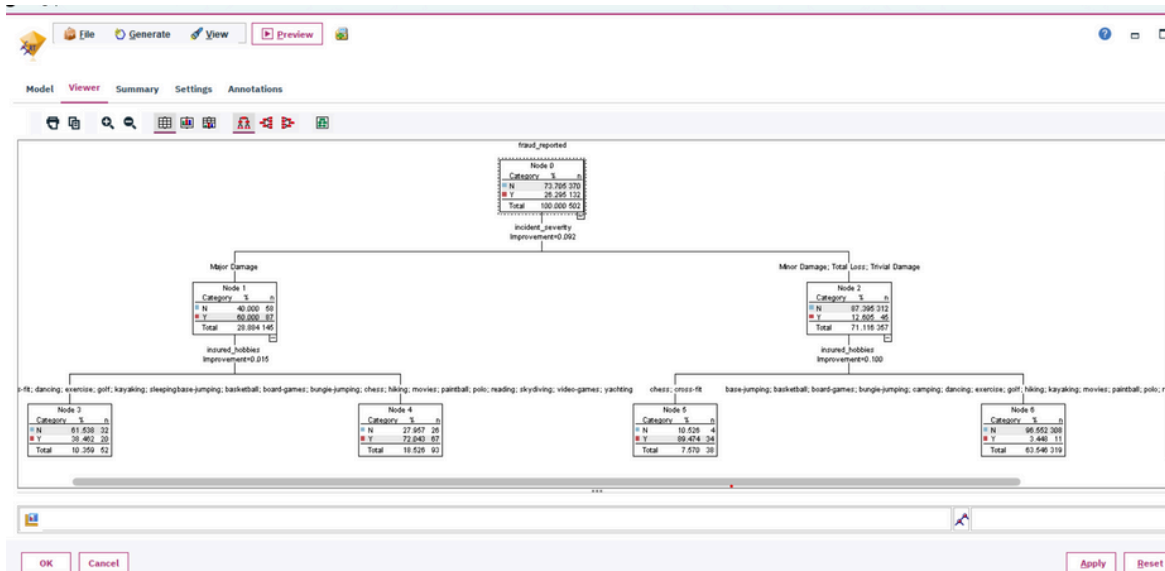 File Generate View Preview
Model Viewer Summary Settings Annotations
fraud_reported
Node 0
Category % n
N 73.705 370
Y 26.295 132
Total 100.000 502
incident_severity
Improvement=0.092
Major Damage
Minor Damage; Total Loss; Trivial Damage
Node 1
Category % n
N 40.000 58
Y 60.000 87
Total 28.884 145
insured_hobbies
Improvement=0.015
Node 2
Category % n
N 87.395 312
Y 12.605 45
Total 71.116 357
insured_hobbies
Improvement=0.100
s-fit; dancing; exercise; golf; kayaking; sleeping
base-jumping; basketball; board-games; bungie-jumping; chess; hiking; movies; paintball; polo; reading; skydiving; video-games; yachting
chess; cross-fit
base-jumping; basketball; board-games; bungie-jumping; camping; dancing; exercise; golf; hiking; kayaking; movies; paintball; polo; r
Node 3
Category % n
N 61.538 32
Y 38.462 20
Total 10.359 52
Node 4
Category % n
N 27.957 26
Y 72.043 67
Total 18.526 93
Node 5
Category % n
N 10.526 4
Y 89.474 34
Total 7.570 38
Node 6
Category % n
N 96.552 308
Y 3.448 11
Total 63.546 319
OK Cancel Apply Reset